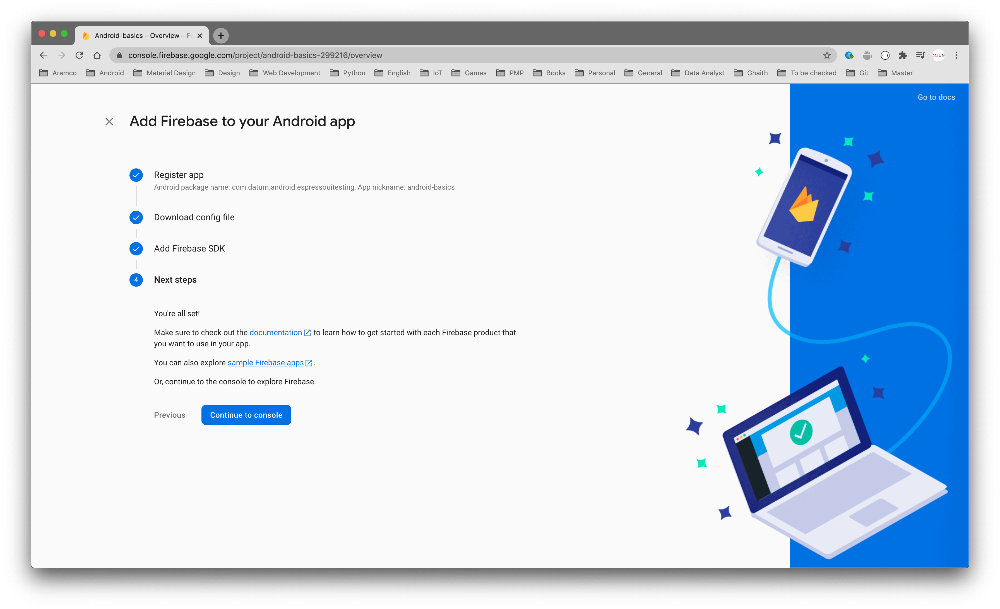 Android-basics – Overview – Fi
console.firebase.google.com/project/android-basics-299216/overview
DATUM
Aramco Android Material Design Design Web Development Python English IoT Games PMP Books Personal General Data Analyst Ghaith To be checked Git Master
Go to docs
Add Firebase to your Android app
Register app
Android package name: com.datum.android.espressouitesting, App nickname: android-basics
Download config file
Add Firebase SDK
4 Next steps
You're all set!
Make sure to check out the documentation to learn how to get started with each Firebase product that
you want to use in your app.
You can also explore sample Firebase apps.
Or, continue to the console to explore Firebase.
Previous Continue to console